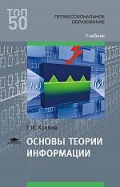 ТОП 50
ПРОФЕССИОНАЛЬНОЕ
ОБРАЗОВАНИЕ
Учебник
ОСНОВЫ ТЕОРИИ
ИНФОРМАЦИИ